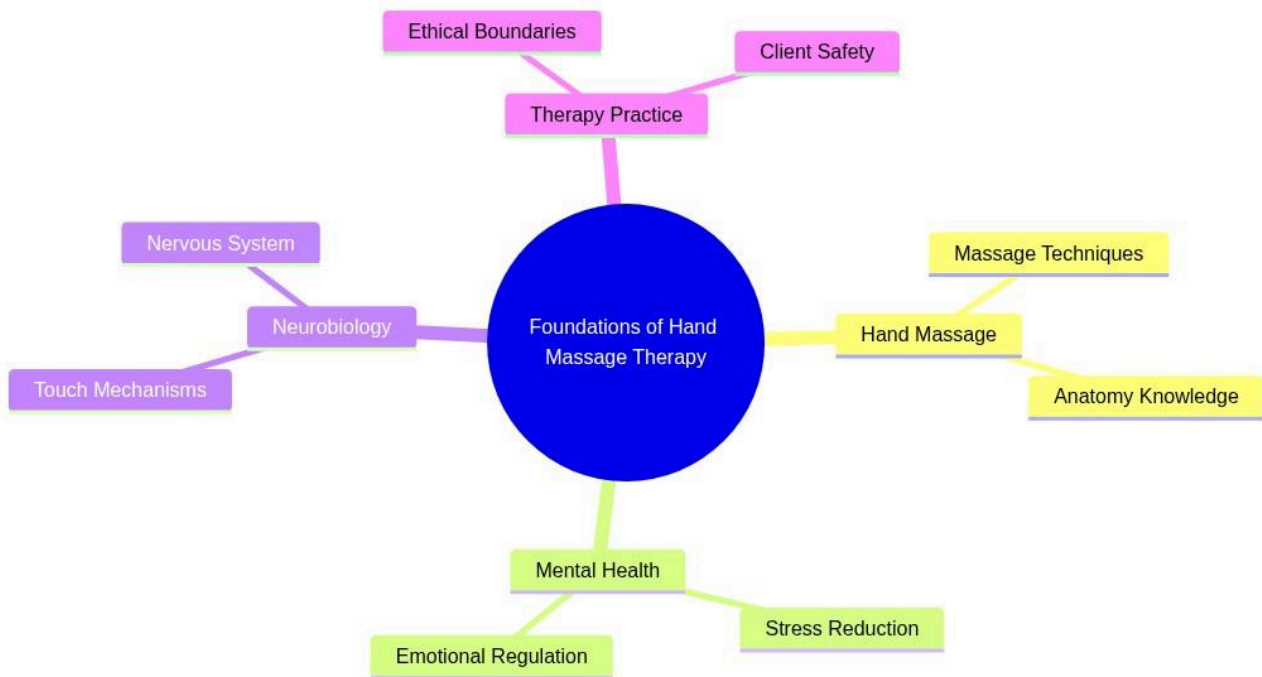 Ethical Boundaries
Client Safety
Therapy Practice
Nervous System
Massage Techniques
Neurobiology
Foundations of Hand
Massage Therapy
Hand Massage
Touch Mechanisms
Anatomy Knowledge
Mental Health
Stress Reduction
Emotional Regulation